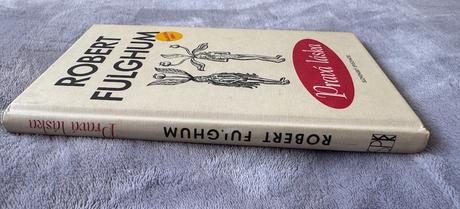 ROBERT
FULGHUM
Pravá láska
Pravá láska
ROBERT FULGHUM